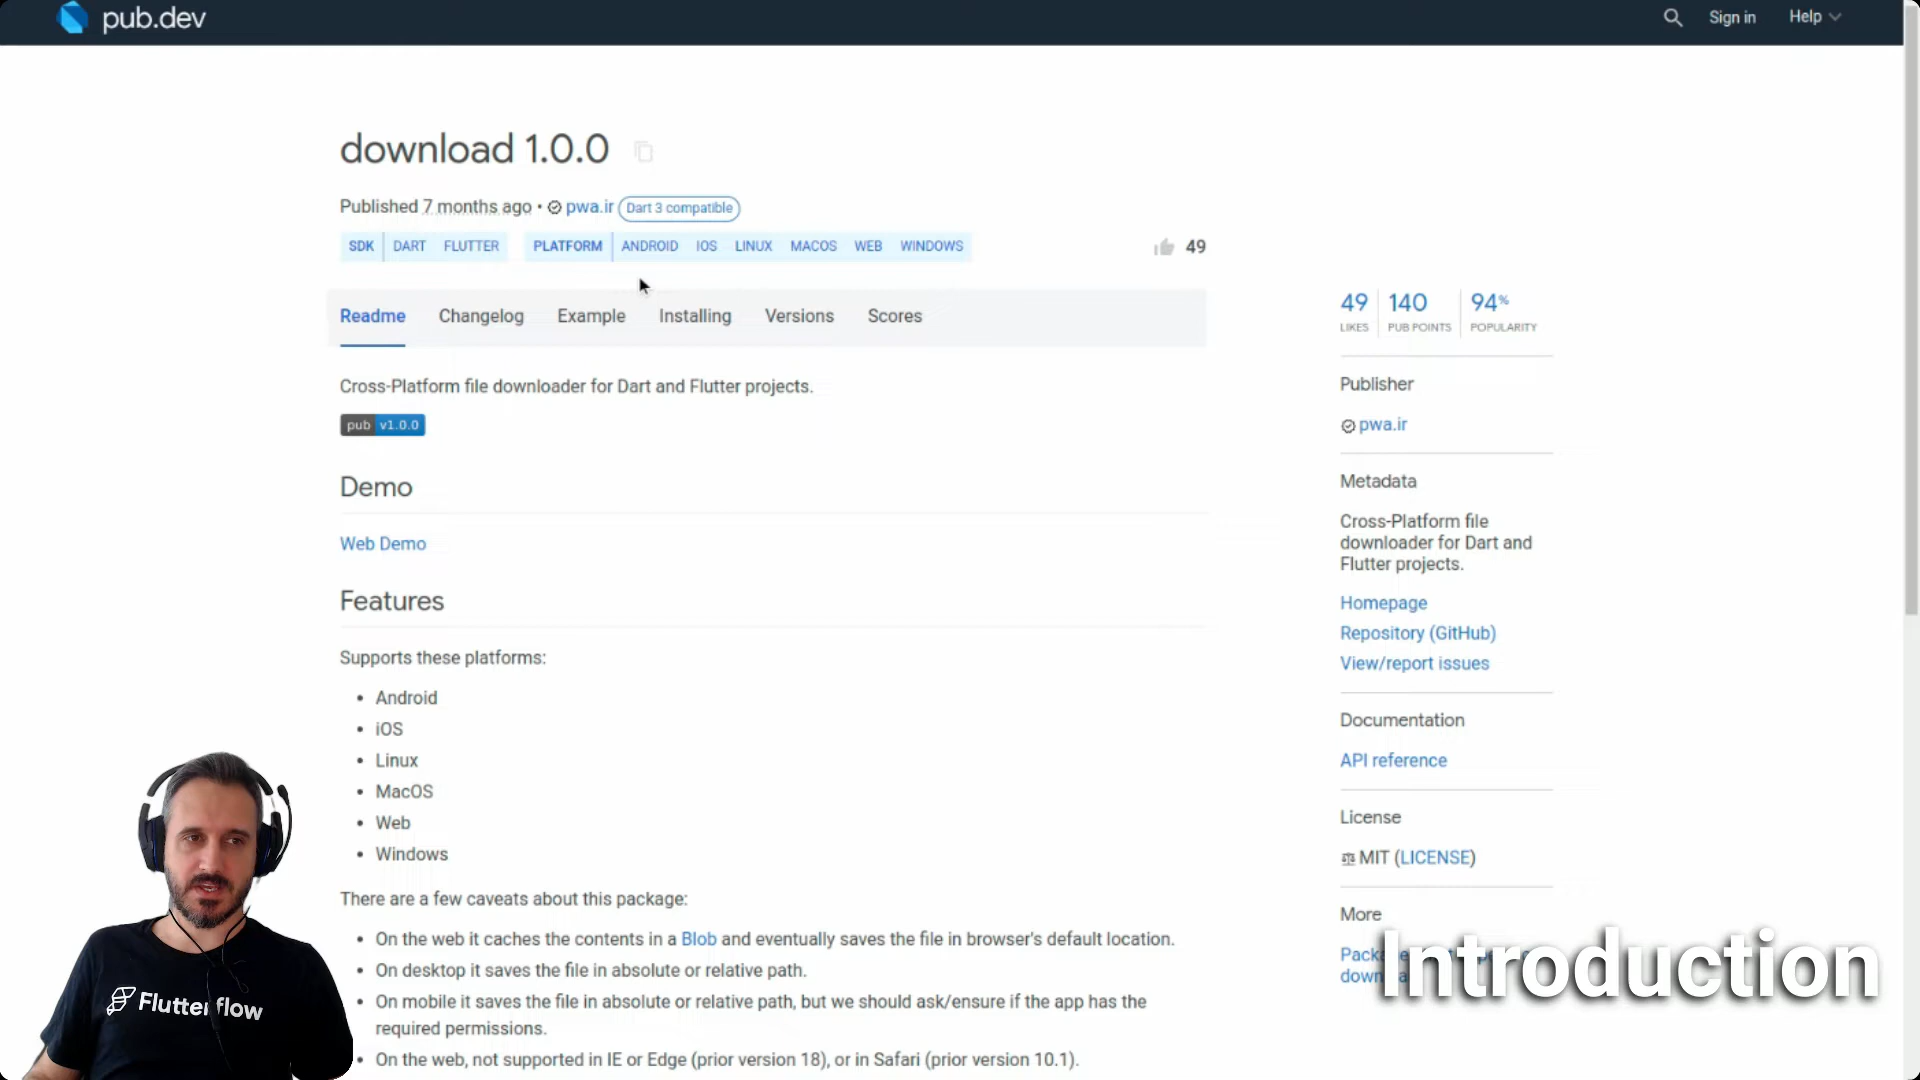 pub.dev
Sign in
Help
download 1.0.0
Published 7 months ago • pwa.ir Dart 3 compatible
SDK DART FLUTTER PLATFORM ANDROID IOS LINUX MACOS WEB WINDOWS
49
Readme Changelog Example Installing Versions Scores
Cross-Platform file downloader for Dart and Flutter projects.
pub v1.0.0
Demo
Web Demo
Features
Supports these platforms:
• Android
• iOS
• Linux
• MacOS
• Web
• Windows
There are a few caveats about this package:
• On the web it caches the contents in a Blob and eventually saves the file in browser's default location.
• On desktop it saves the file in absolute or relative path.
• On mobile it saves the file in absolute or relative path, but we should ask/ensure if the app has the
required permissions.
• On the web, not supported in IE or Edge (prior version 18), or in Safari (prior version 10.1).
49 140 94%
LIKES PUB POINTS POPULARITY
Publisher
pwa.ir
Metadata
Cross-Platform file
downloader for Dart and
Flutter projects.
Homepage
Repository (GitHub)
View/report issues
Documentation
API reference
License
MIT (LICENSE)
More
Introduction
Flutterflow